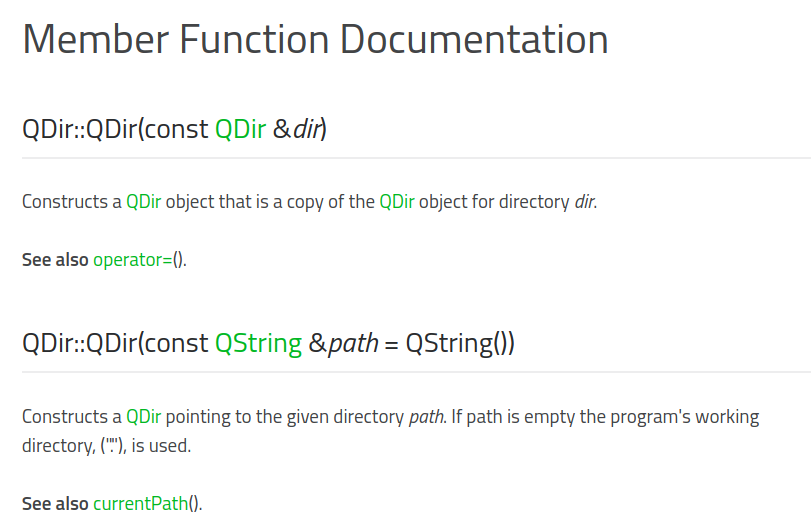 Member Function Documentation
QDir::QDir(const QDir &dir)
Constructs a QDir object that is a copy of the QDir object for directory dir.
See also operator=().
QDir::QDir(const QString &path = QString())
Constructs a QDir pointing to the given directory path. If path is empty the program's working
directory, ("."), is used.
See also currentPath().